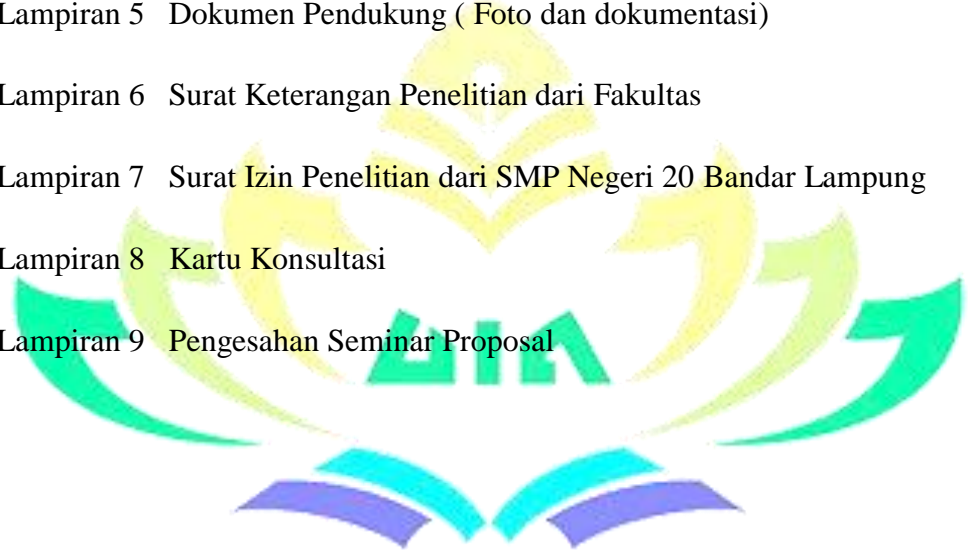 Lampiran 5 Dokumen Pendukung ( Foto dan dokumentasi)
Lampiran 6 Surat Keterangan Penelitian dari Fakultas
Lampiran 7 Surat Izin Penelitian dari SMP Negeri 20 Bandar Lampung
Lampiran 8 Kartu Konsultasi
Lampiran 9 Pengesahan Seminar Proposal